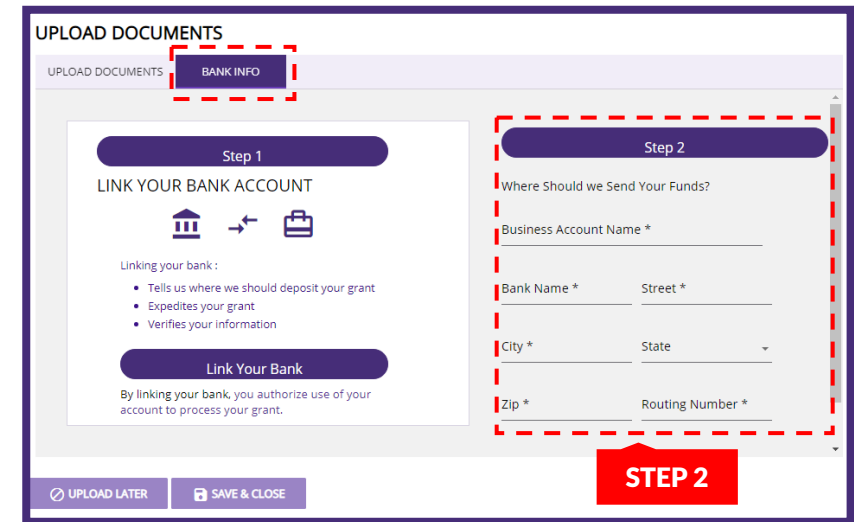 UPLOAD DOCUMENTS
UPLOAD DOCUMENTS
BANK INFO
Step 1
LINK YOUR BANK ACCOUNT
Linking your bank :
Tells us where we should deposit your grant
Expedites your grant
Verifies your information
Link Your Bank
By linking your bank, you authorize use of your
account to process your grant.
Step 2
Where Should we Send Your Funds?
Business Account Name *
Bank Name *
Street *
City *
State
Zip *
Routing Number *
STEP 2
UPLOAD LATER
SAVE & CLOSE